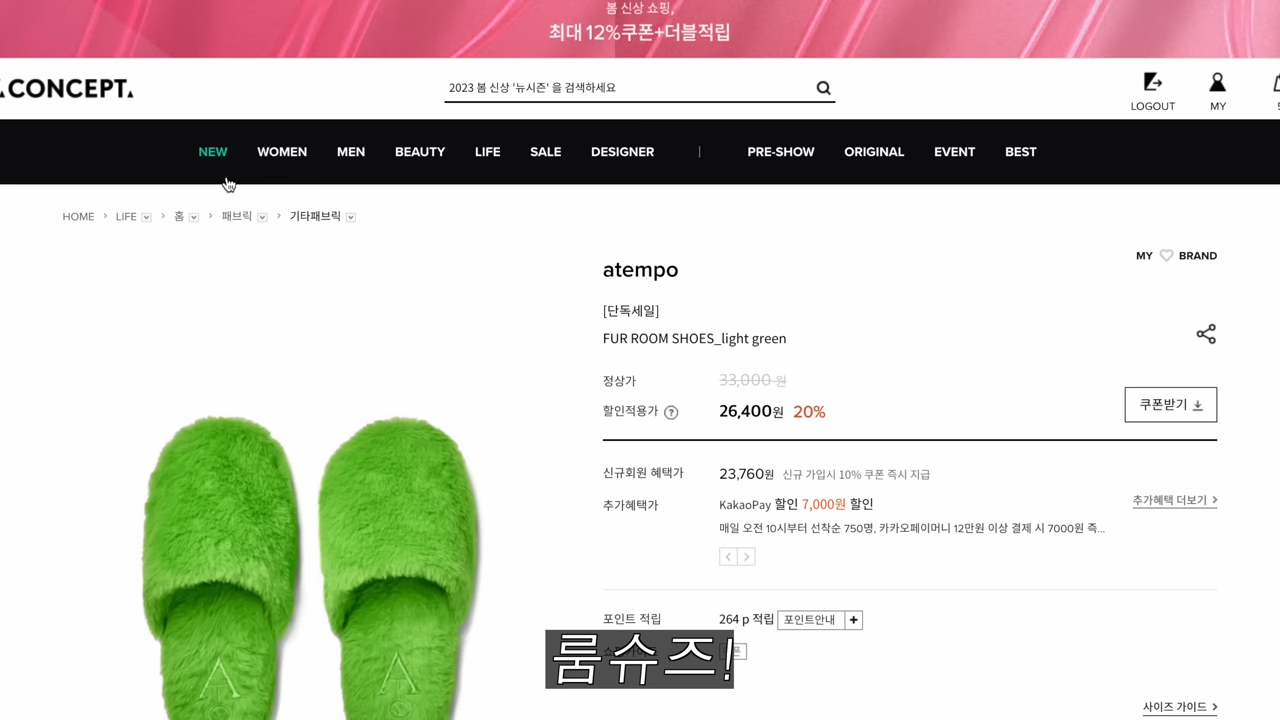 봄 신상 쇼핑,
최대 12%쿠폰+더블적립
CONCEPT.
2023 봄 신상 '뉴시즌' 을 검색하세요
LOGOUT
MY
NEW WOMEN MEN BEAUTY LIFE SALE DESIGNER | PRE-SHOW ORIGINAL EVENT BEST
HOME > LIFE > 홈 > 패브릭 > 기타패브릭
MY BRAND
atempo
[단독세일]
FUR ROOM SHOES_light green
정상가 33,000 원
할인적용가 ? 26,400원 20%
쿠폰받기
신규회원 혜택가 23,760원 신규 가입시 10% 쿠폰 즉시 지급
추가혜택가 KakaoPay 할인 7,000원 할인
추가혜택 더보기 >
매일 오전 10시부터 선착순 750명, 카카오페이머니 12만원 이상 결제 시 7000원 즉...
포인트 적립 264 p 적립 포인트안내 +
룸슈즈!
사이즈 가이드 >